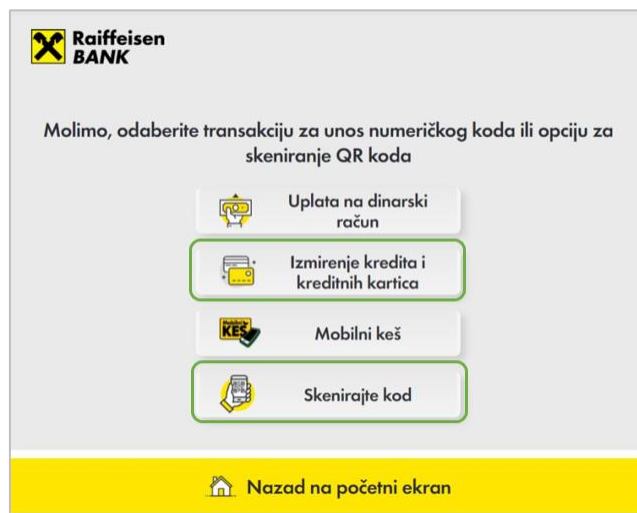 Raiffeisen
BANK
Molimo, odaberite transakciju za unos numeričkog koda ili opciju za
skeniranje QR koda
Uplata na dinarski
račun
Izmirenje kredita i
kreditnih kartica
Mobilni
KEŠ
Mobilni keš
Skenirajte kod
Nazad na početni ekran